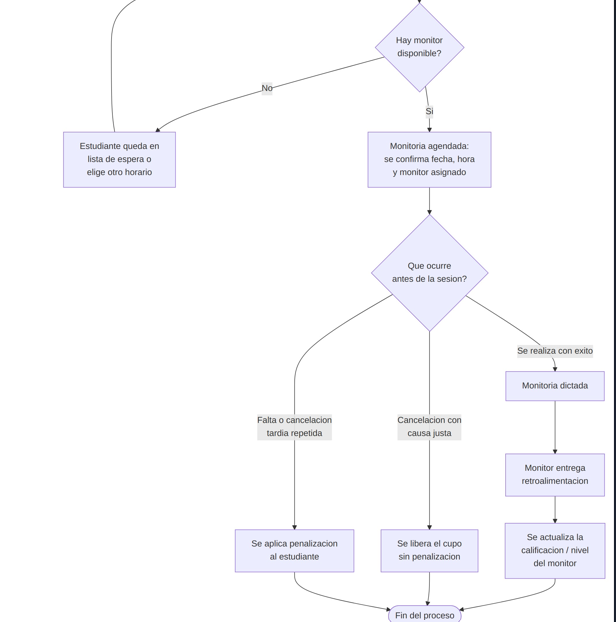 Hay monitor
disponible?
No
Si
Estudiante queda en
lista de espera o
elige otro horario
Monitoria agendada:
se confirma fecha, hora
y monitor asignado
Que ocurre
antes de la sesion?
Se realiza con exito
Monitoria dictada
Falta o cancelacion
tardia repetida
Cancelacion con
causa justa
Monitor entrega
retroalimentacion
Se aplica penalizacion
al estudiante
Se libera el cupo
sin penalizacion
Se actualiza la
calificacion / nivel
del monitor
Fin del proceso